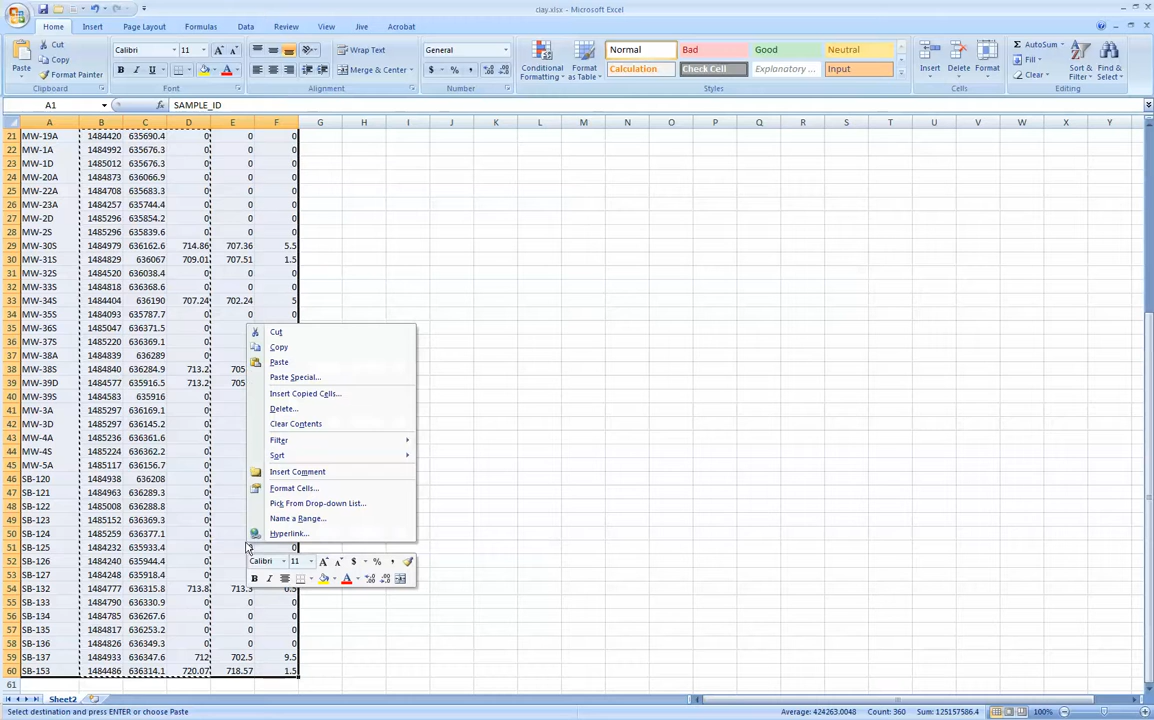 clay.xlsx - Microsoft Excel
Home Insert Page Layout Formulas Data Review View Jive Acrobat
Paste Cut Copy Format Painter Clipboard
Calibri 11 A A B I U A Font
Wrap Text Merge & Center Alignment
General $ % , Number
Conditional Formatting Format as Table Normal Bad Good Neutral Calculation Check Cell Explanatory ... Input Styles
Insert Delete Format Cells
AutoSum Fill Clear Sort & Filter Find & Select Editing
A1 fx SAMPLE_ID
A B C D E F G H I J K L M N O P Q R S T U V W X Y
21 MW-19A 1484420 635690.4 0 0 0
22 MW-1A 1484992 635676.3 0 0 0
23 MW-1D 1485012 635676.3 0 0 0
24 MW-20A 1484873 636066.9 0 0 0
25 MW-22A 1484708 635683.3 0 0 0
26 MW-23A 1484257 635744.4 0 0 0
27 MW-2D 1485296 635854.2 0 0 0
28 MW-2S 1485296 635839.6 0 0 0
29 MW-30S 1484979 636162.6 714.86 707.36 5.5
30 MW-31S 1484829 636067 709.01 707.51 1.5
31 MW-32S 1484520 636038.4 0 0 0
32 MW-33S 1484818 636368.6 0 0 0
33 MW-34S 1484404 636190 707.24 702.24 5
34 MW-35S 1484094 635787.7 0 0 0
35 MW-36S 1485047 636371.5 0
36 MW-37S 1485220 636369.1 0
37 MW-38A 1484839 636289 0
38 MW-38S 1484840 636284.9 713.2 705
39 MW-39D 1484577 635916.5 713.2 705
40 MW-39S 1484583 635916 0
41 MW-3A 1485297 636169.1 0
42 MW-3D 1485297 636145.2 0
43 MW-4A 1485236 636361.6 0
44 MW-4S 1485224 636362.2 0
45 MW-5A 1485117 636156.7 0
46 SB-120 1484938 636208 0
47 SB-121 1484963 636289.3 0
48 SB-122 1485008 636288.8 0
49 SB-123 1485152 636369.3 0
50 SB-124 1485259 636377.1 0
51 SB-125 1484232 635933.4 0 0 0
52 SB-126 1484240 635944.4 0
53 SB-127 1484248 635918.4 0
54 SB-132 1484777 636315.8 713.8 713.3 0.5
55 SB-133 1484790 636330.9 0 0 0
56 SB-134 1484785 636267.6 0 0 0
57 SB-135 1484817 636253.2 0 0 0
58 SB-136 1484826 636349.3 0 0 0
59 SB-137 1484933 636347.6 712 702.5 9.5
60 SB-153 1484486 636314.1 720.07 718.57 1.5
61
Cut
Copy
Paste
Paste Special...
Insert Copied Cells...
Delete...
Clear Contents
Filter
Sort
Insert Comment
Format Cells...
Pick From Drop-down List...
Name a Range...
Hyperlink...
Calibri 11 A A $ % ,
B I A
Sheet2
Select destination and press ENTER or choose Paste Average: 424263.0048 Count: 360 Sum: 125157586.4 100%